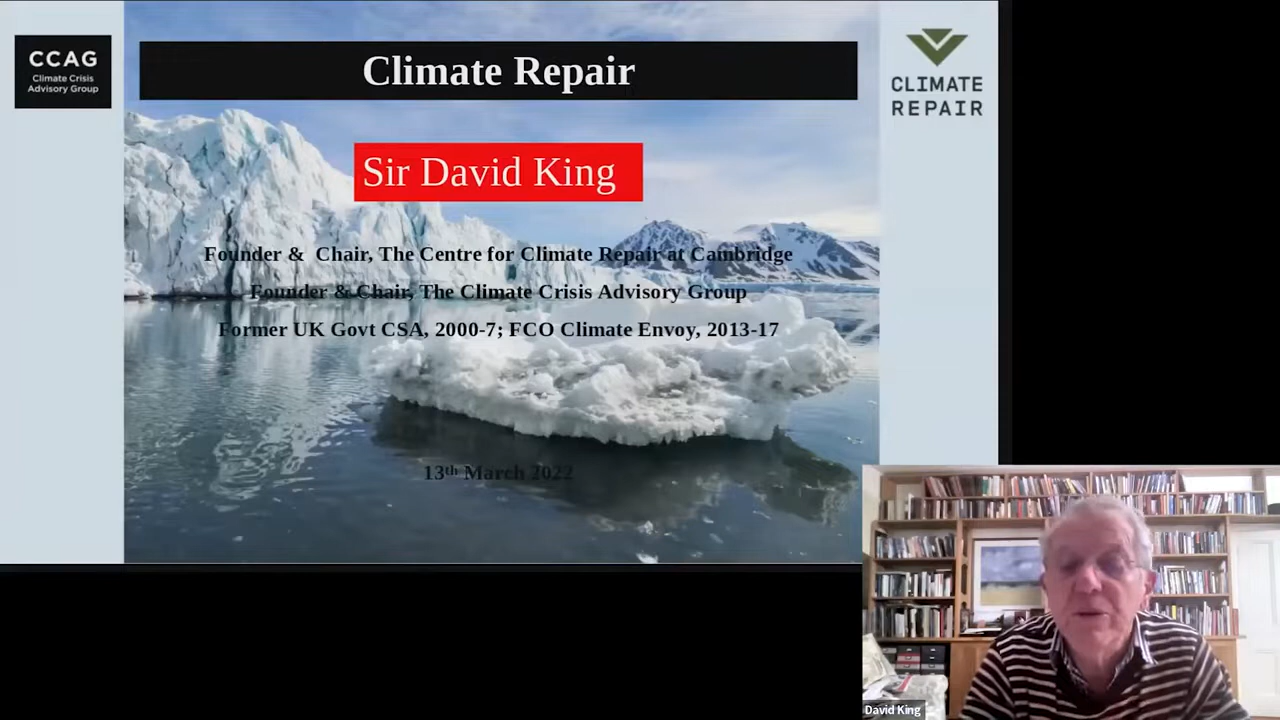 CCAG
Climate Crisis
Advisory Group
Climate Repair
CLIMATE
REPAIR
Sir David King
Founder & Chair, The Centre for Climate Repair at Cambridge
Founder & Chair, The Climate Crisis Advisory Group
Former UK Govt CSA, 2000-7; FCO Climate Envoy, 2013-17
13th March 2022
David King